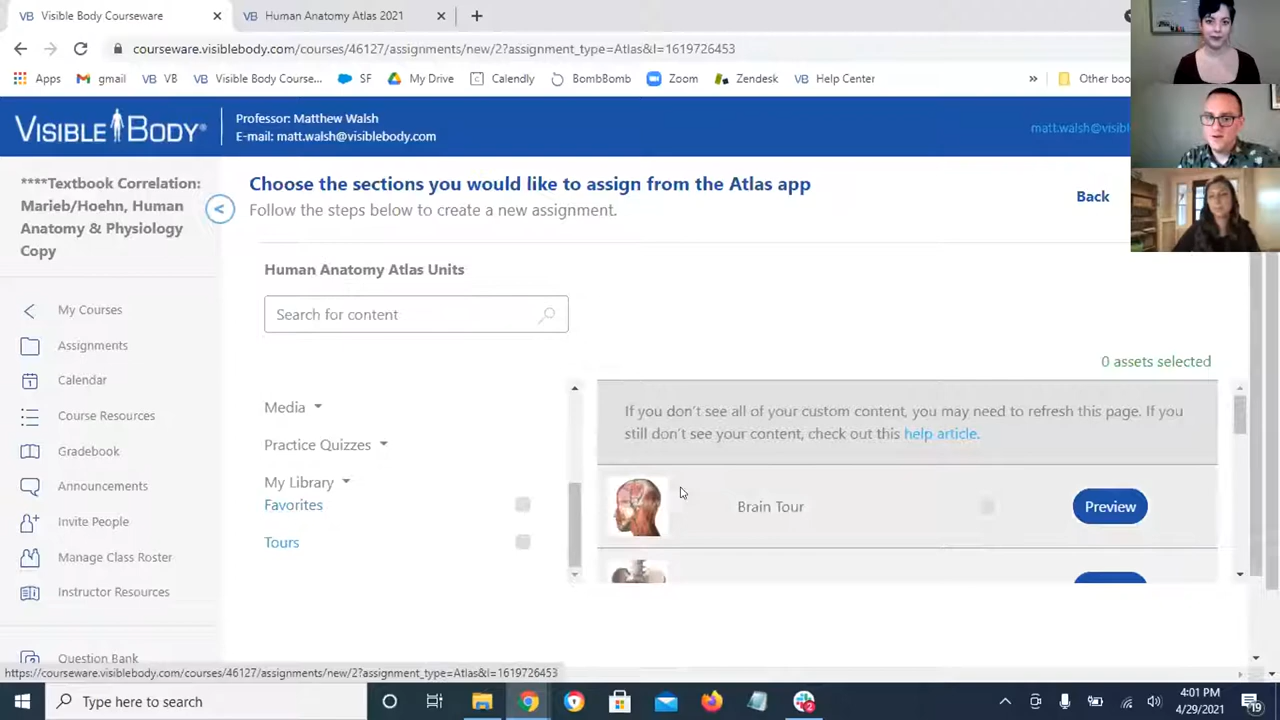 Visible Body Courseware
Human Anatomy Atlas 2021
courseware.visiblebody.com/courses/46127/assignments/new/2?assignment_type=Atlas&l=1619726453
Apps
gmail
VB
Visible Body Course...
SF
My Drive
Calendly
BombBomb
Zoom
Zendesk
Help Center
»
Other boo
VISIBLE BODY®
Professor: Matthew Walsh
E-mail: matt.walsh@visiblebody.com
matt.walsh@visibl
****Textbook Correlation:
Marieb/Hoehn, Human
Anatomy & Physiology
Copy
<
Choose the sections you would like to assign from the Atlas app
Follow the steps below to create a new assignment.
Back
Human Anatomy Atlas Units
Search for content
0 assets selected
My Courses
Assignments
Calendar
Course Resources
Gradebook
Announcements
Invite People
Manage Class Roster
Instructor Resources
Question Bank
Media
Practice Quizzes
My Library
Favorites
Tours
If you don't see all of your custom content, you may need to refresh this page. If you
still don't see your content, check out this help article.
Brain Tour
Preview
https://courseware.visiblebody.com/courses/46127/assignments/new/2?assignment_type=Atlas&l=1619726453
Type here to search
4:01 PM
4/29/2021
19